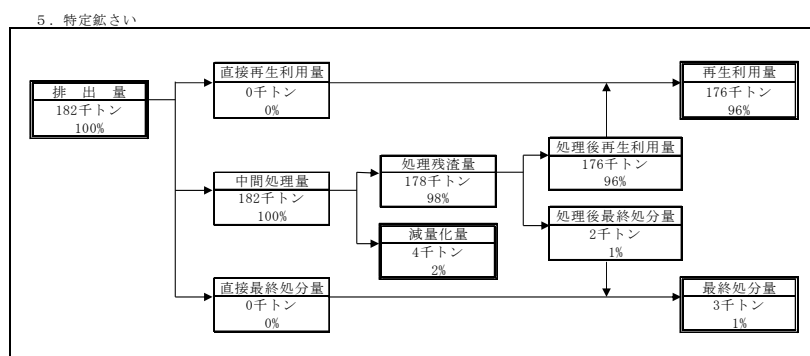 5．特定鉱さい
排　出　量
182千トン
100%
直接再生利用量
0千トン
0%
再生利用量
176千トン
96%
中間処理量
182千トン
100%
処理残渣量
178千トン
98%
処理後再生利用量
176千トン
96%
減量化量
4千トン
2%
処理後最終処分量
2千トン
1%
直接最終処分量
0千トン
0%
最終処分量
3千トン
1%